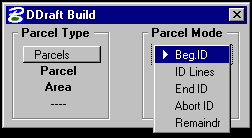 DDraft Build
Parcel Type
Parcel Mode
Parcels
Parcel
Area
----
Beg.ID
ID Lines
End ID
Abort ID
Remaindr